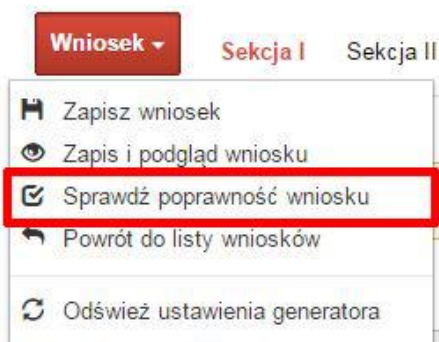 Wniosek Sekcja I Sekcja II
Zapisz wniosek
Zapis i podgląd wniosku
Sprawdź poprawność wniosku
Powrót do listy wniosków
Odśwież ustawienia generatora